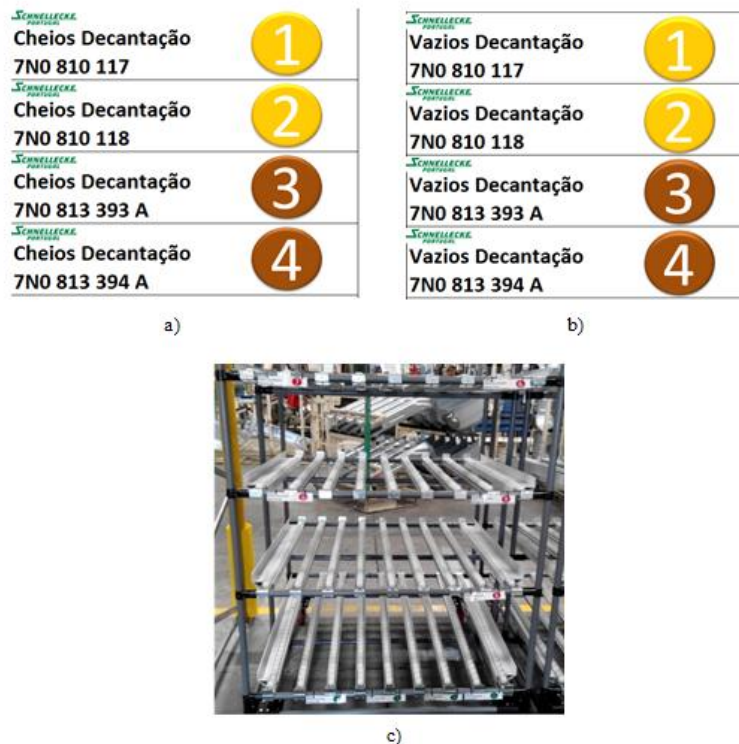 SCHNELLECKE
PORTUGAL
Cheios Decantação
7N0 810 117
1
SCHNELLECKE
PORTUGAL
Cheios Decantação
7N0 810 118
2
SCHNELLECKE
PORTUGAL
Cheios Decantação
7N0 813 393 A
3
SCHNELLECKE
PORTUGAL
Cheios Decantação
7N0 813 394 A
4
a)
SCHNELLECKE
PORTUGAL
Vazios Decantação
7N0 810 117
1
SCHNELLECKE
PORTUGAL
Vazios Decantação
7N0 810 118
2
SCHNELLECKE
PORTUGAL
Vazios Decantação
7N0 813 393 A
3
SCHNELLECKE
PORTUGAL
Vazios Decantação
7N0 813 394 A
4
b)
c)